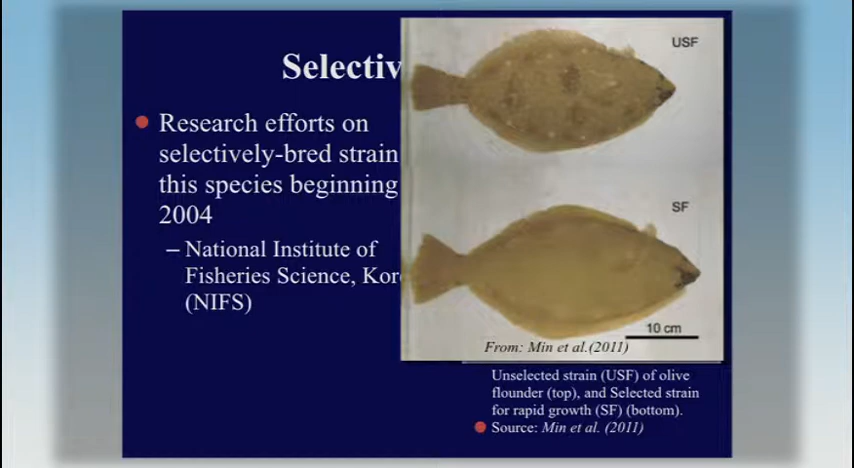 Selectiv
Research efforts on
selectively-bred strain
this species beginning
2004
– National Institute of
Fisheries Science, Kor
(NIFS)
USF
SF
10 cm
From: Min et al.(2011)
Unselected strain (USF) of olive
flounder (top), and Selected strain
for rapid growth (SF) (bottom).
Source: Min et al. (2011)